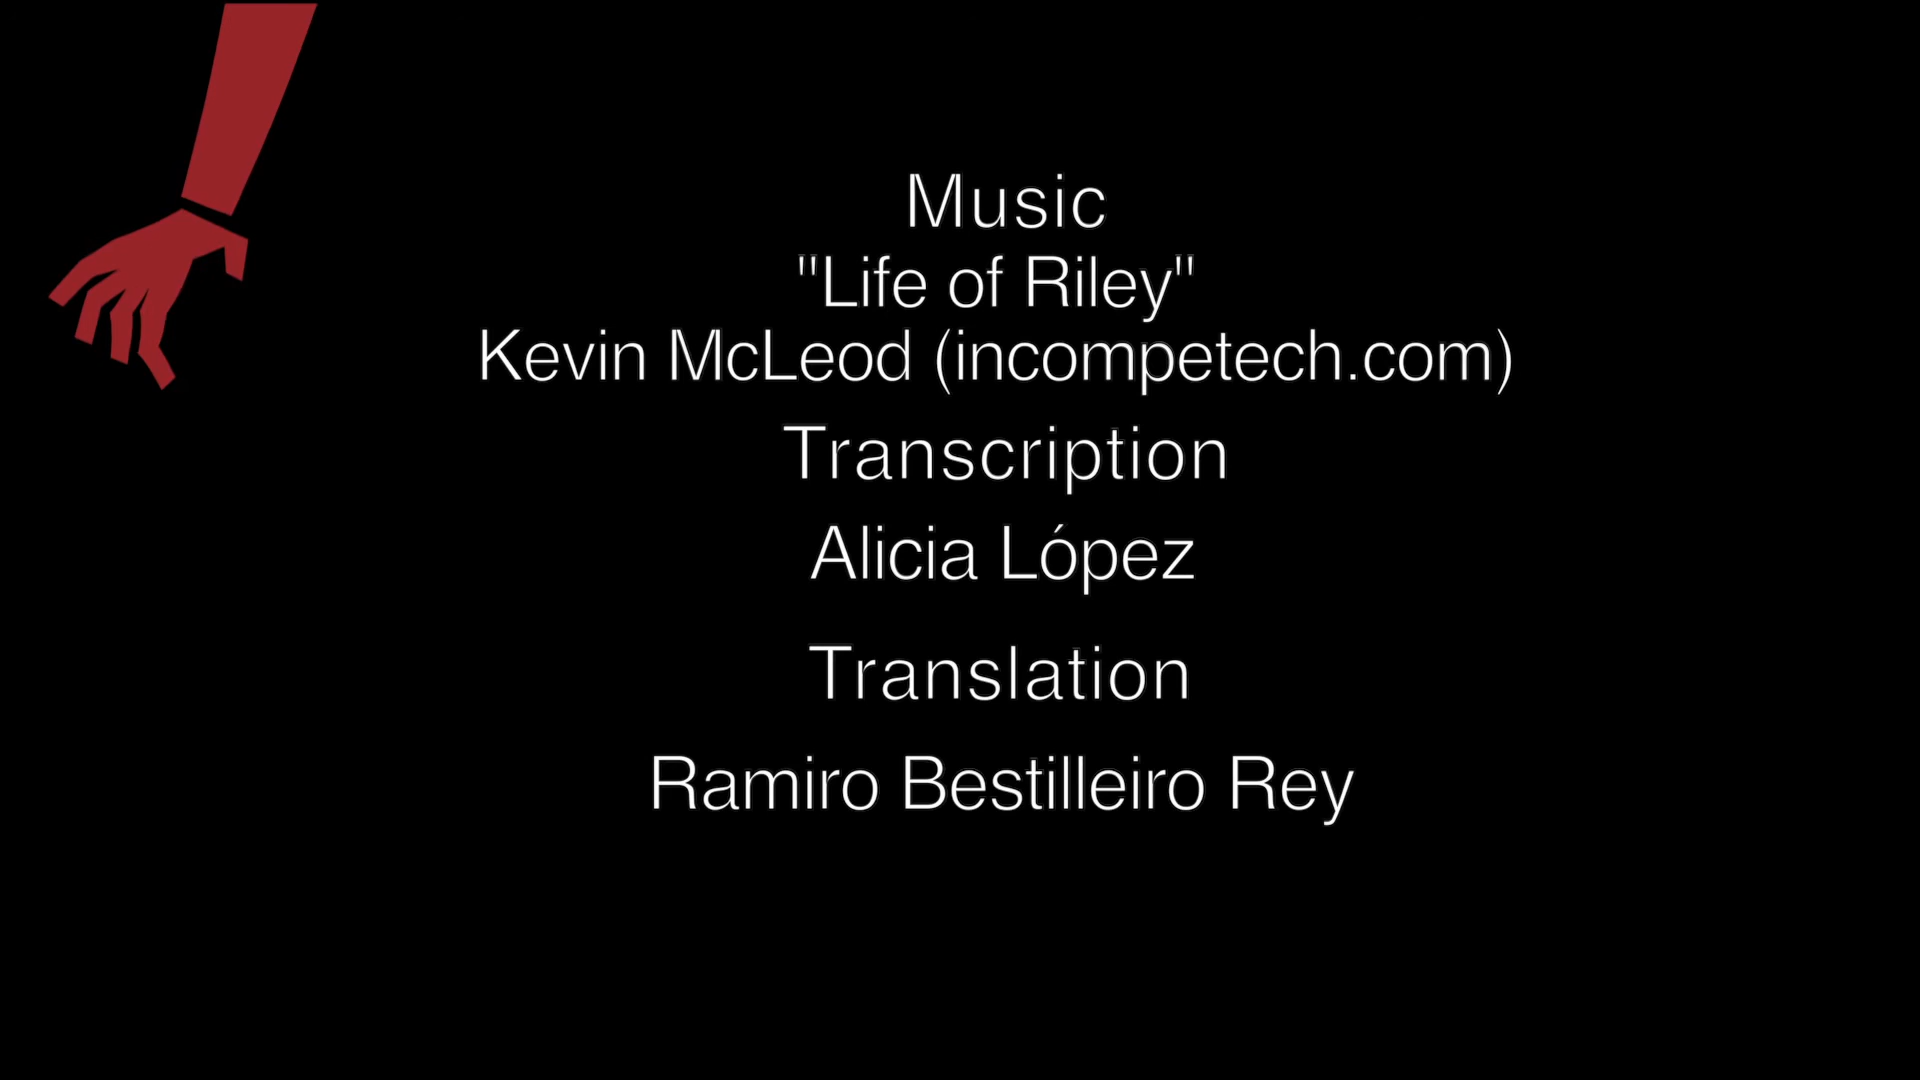 Music
"Life of Riley"
Kevin McLeod (incompetech.com)
Transcription
Alicia López
Translation
Ramiro Bestilleiro Rey